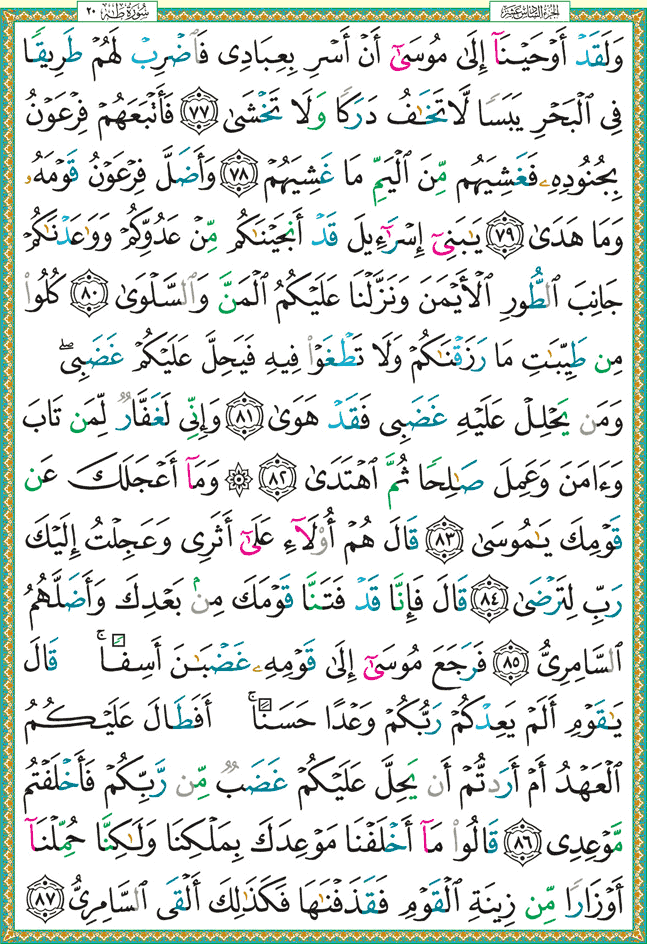 سُورَةُ طه ٢٠
الجزء السادس عشر
وَلَقَدْ أَوْحَيْنَآ إِلَىٰ مُوسَىٰٓ أَنْ أَسْرِ بِعِبَادِى فَٱضْرِبْ لَهُمْ طَرِيقًا
فِى ٱلْبَحْرِ يَبَسًا لَّا تَخَٰفُ دَرَكًا وَلَا تَخْشَىٰ ﴿٧٧﴾ فَأَتْبَعَهُمْ فِرْعَوْنُ
بِجُنُودِهِۦ فَغَشِيَهُم مِّنَ ٱلْيَمِّ مَا غَشِيَهُمْ ﴿٧٨﴾ وَأَضَلَّ فِرْعَوْنُ قَوْمَهُۥ
وَمَا هَدَىٰ ﴿٧٩﴾ يَٰبَنِىٓ إِسْرَٰٓءِيلَ قَدْ أَنجَيْنَٰكُم مِّنْ عَدُوِّكُمْ وَوَٰعَدْنَٰكُمْ
جَانِبَ ٱلطُّورِ ٱلْأَيْمَنَ وَنَزَّلْنَا عَلَيْكُمُ ٱلْمَنَّ وَٱلسَّلْوَىٰ ﴿٨٠﴾ كُلُوا۟
مِن طَيِّبَٰتِ مَا رَزَقْنَٰكُمْ وَلَا تَطْغَوْا۟ فِيهِ فَيَحِلَّ عَلَيْكُمْ غَضَبِى ۖ
وَمَن يَحْلِلْ عَلَيْهِ غَضَبِى فَقَدْ هَوَىٰ ﴿٨١﴾ وَإِنِّى لَغَفَّارٌ لِّمَن تَابَ
وَءَامَنَ وَعَمِلَ صَٰلِحًا ثُمَّ ٱهْتَدَىٰ ﴿٨٢﴾ ۞ وَمَآ أَعْجَلَكَ عَن
قَوْمِكَ يَٰمُوسَىٰ ﴿٨٣﴾ قَالَ هُمْ أُو۟لَآءِ عَلَىٰٓ أَثَرِى وَعَجِلْتُ إِلَيْكَ
رَبِّ لِتَرْضَىٰ ﴿٨٤﴾ قَالَ فَإِنَّا قَدْ فَتَنَّا قَوْمَكَ مِنۢ بَعْدِكَ وَأَضَلَّهُمُ
ٱلسَّامِرِىُّ ﴿٨٥﴾ فَرَجَعَ مُوسَىٰٓ إِلَىٰ قَوْمِهِۦ غَضْبَٰنَ أَسِفًا ۚ قَالَ
يَٰقَوْمِ أَلَمْ يَعِدْكُمْ رَبُّكُمْ وَعْدًا حَسَنًا ۚ أَفَطَالَ عَلَيْكُمُ
ٱلْعَهْدُ أَمْ أَرَدتُّمْ أَن يَحِلَّ عَلَيْكُمْ غَضَبٌ مِّن رَّبِّكُمْ فَأَخْلَفْتُم
مَّوْعِدِى ﴿٨٦﴾ قَالُوا۟ مَآ أَخْلَفْنَا مَوْعِدَكَ بِمَلْكِنَا وَلَٰكِنَّا حُمِّلْنَآ
أَوْزَارًا مِّن زِينَةِ ٱلْقَوْمِ فَقَذَفْنَٰهَا فَكَذَٰلِكَ أَلْقَى ٱلسَّامِرِىُّ ﴿٨٧﴾